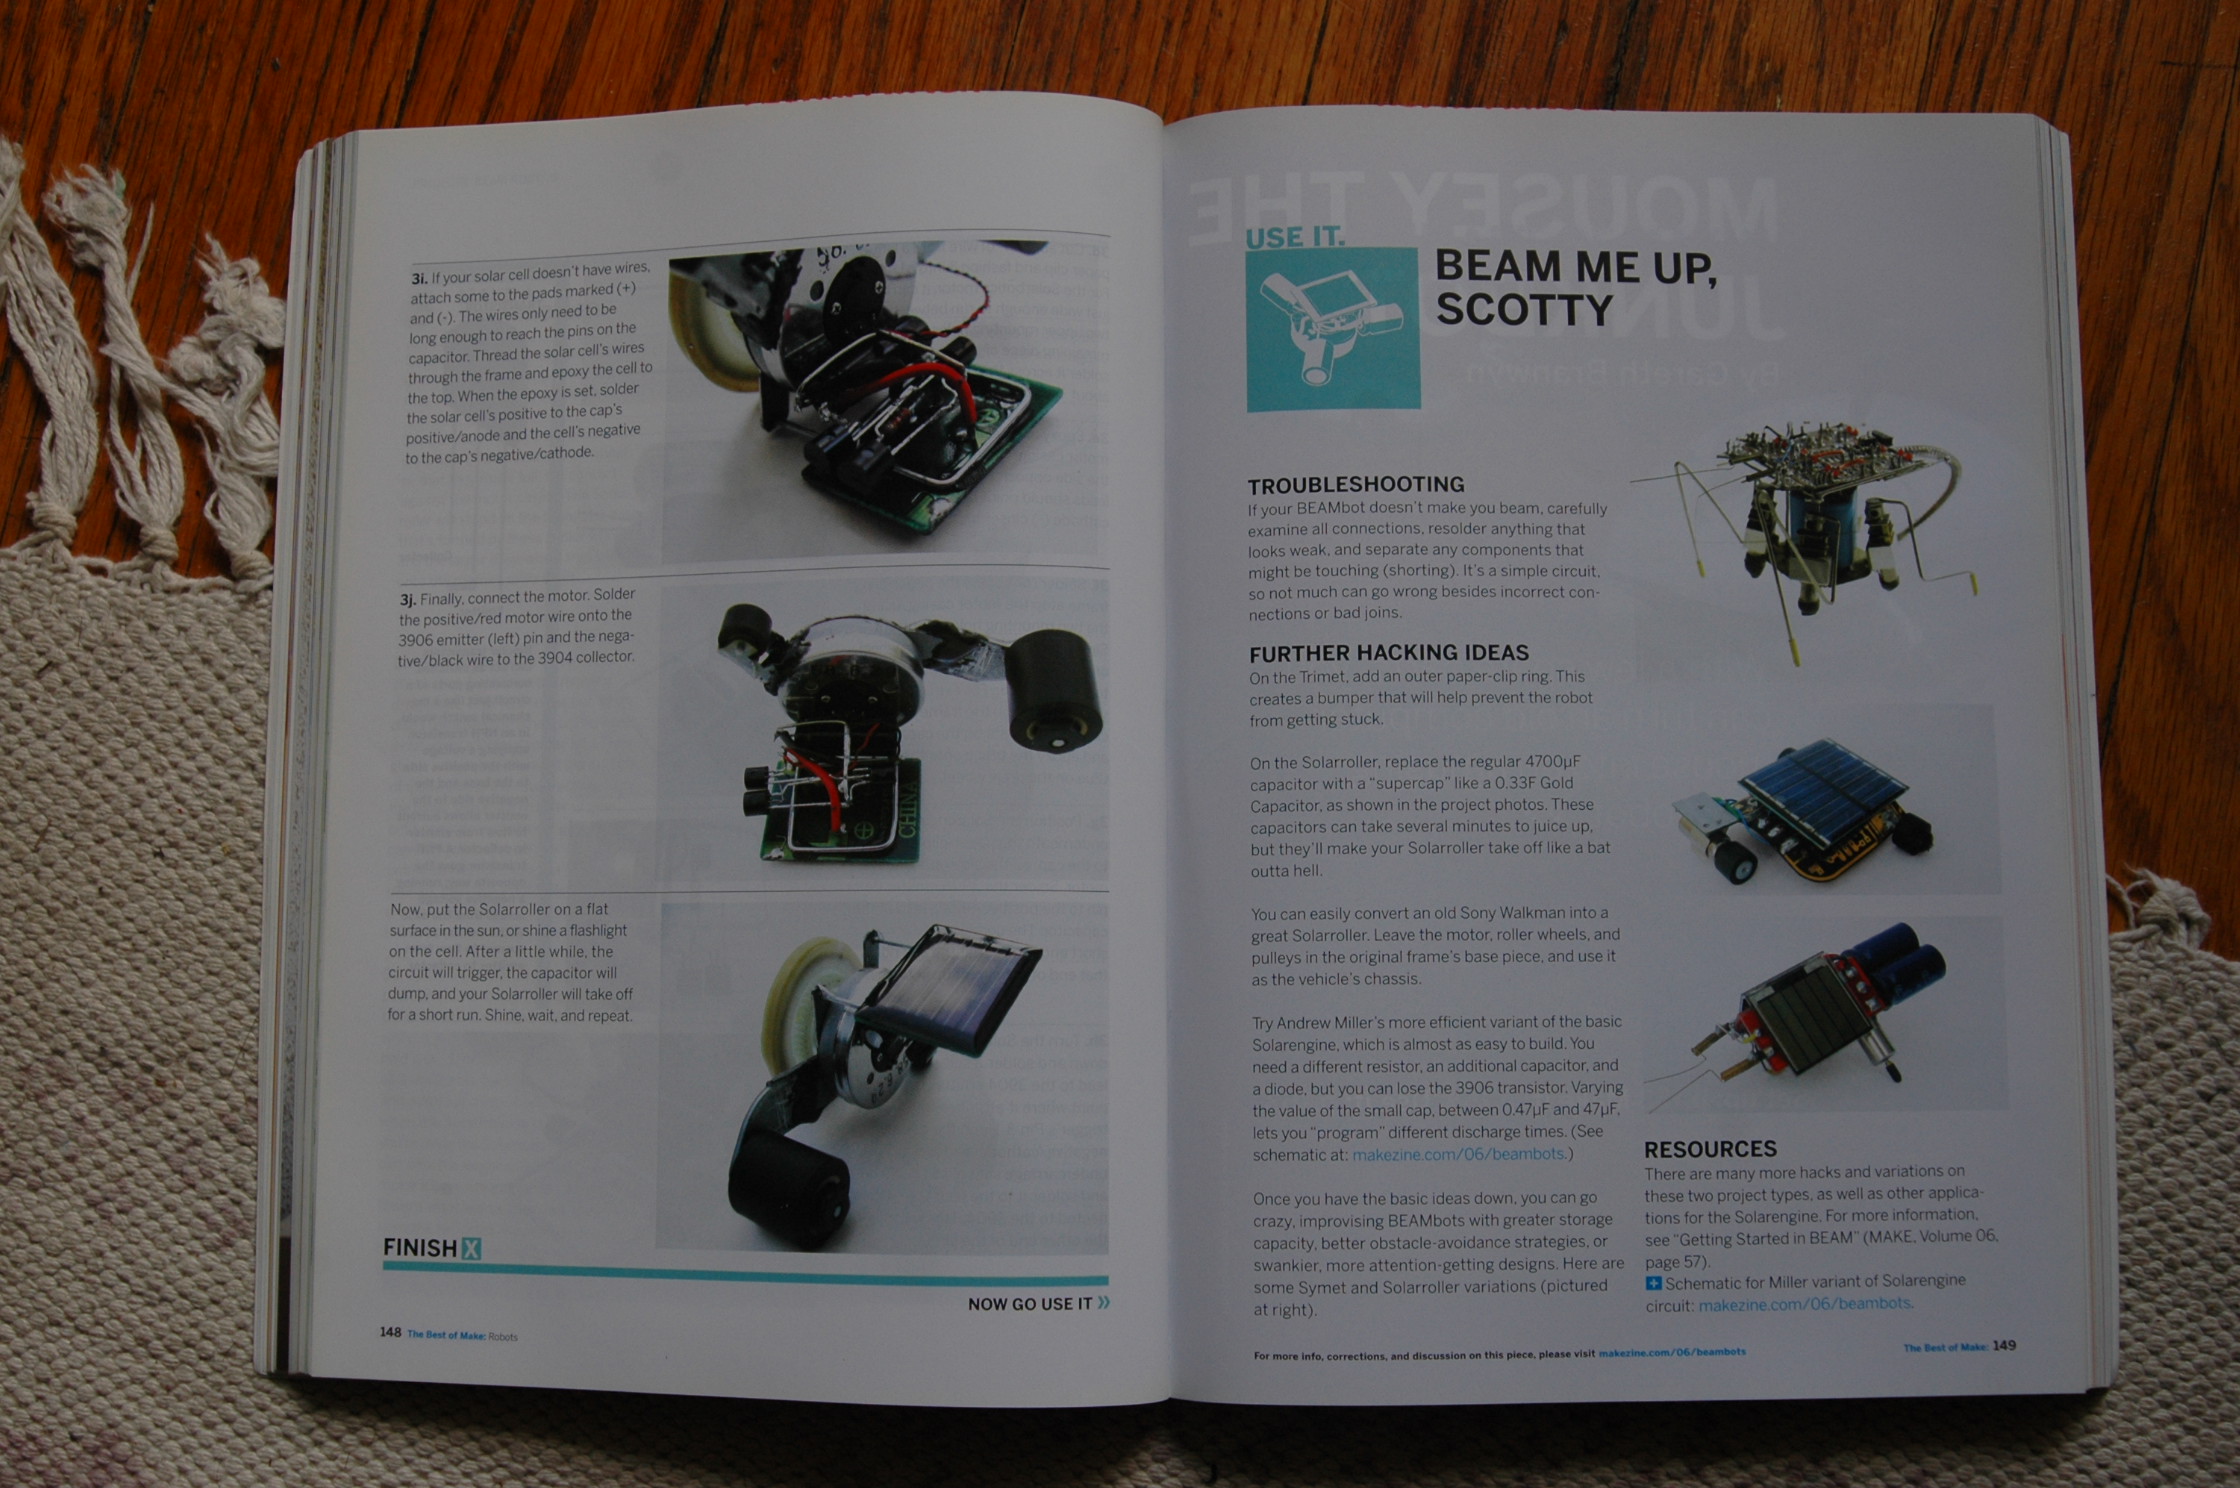 3i. If your solar cell doesn't have wires,
attach some to the pads marked (+)
and (-). The wires only need to be
long enough to reach the pins on the
capacitor. Thread the solar cell's wires
through the frame and epoxy the cell to
the top. When the epoxy is set, solder
the solar cell's positive to the cap's
positive/anode and the cell's negative
to the cap's negative/cathode.
3j. Finally, connect the motor. Solder
the positive/red motor wire onto the
3906 emitter (left) pin and the nega-
tive/black wire to the 3904 collector.
CHINA
Now, put the Solarroller on a flat
surface in the sun, or shine a flashlight
on the cell. After a little while, the
circuit will trigger, the capacitor will
dump, and your Solarroller will take off
for a short run. Shine, wait, and repeat.
FINISH X
NOW GO USE IT »
148 The Best of Make: Robots
USE IT.
BEAM ME UP,
SCOTTY
TROUBLESHOOTING
If your BEAMbot doesn't make you beam, carefully
examine all connections, resolder anything that
looks weak, and separate any components that
might be touching (shorting). It's a simple circuit,
so not much can go wrong besides incorrect con-
nections or bad joins.
FURTHER HACKING IDEAS
On the Trimet, add an outer paper-clip ring. This
creates a bumper that will help prevent the robot
from getting stuck.
On the Solarroller, replace the regular 4700µF
capacitor with a "supercap" like a 0.33F Gold
Capacitor, as shown in the project photos. These
capacitors can take several minutes to juice up,
but they'll make your Solarroller take off like a bat
outta hell.
You can easily convert an old Sony Walkman into a
great Solarroller. Leave the motor, roller wheels, and
pulleys in the original frame's base piece, and use it
as the vehicle's chassis.
Try Andrew Miller's more efficient variant of the basic
Solarengine, which is almost as easy to build. You
need a different resistor, an additional capacitor, and
a diode, but you can lose the 3906 transistor. Varying
the value of the small cap, between 0.47µF and 47µF,
lets you "program" different discharge times. (See
schematic at: makezine.com/06/beambots.)
Once you have the basic ideas down, you can go
crazy, improvising BEAMbots with greater storage
capacity, better obstacle-avoidance strategies, or
swankier, more attention-getting designs. Here are
some Symet and Solarroller variations (pictured
at right).
RESOURCES
There are many more hacks and variations on
these two project types, as well as other applica-
tions for the Solarengine. For more information,
see "Getting Started in BEAM" (MAKE, Volume 06,
page 57).
+ Schematic for Miller variant of Solarengine
circuit: makezine.com/06/beambots.
For more info, corrections, and discussion on this piece, please visit makezine.com/06/beambots
The Best of Make: 149